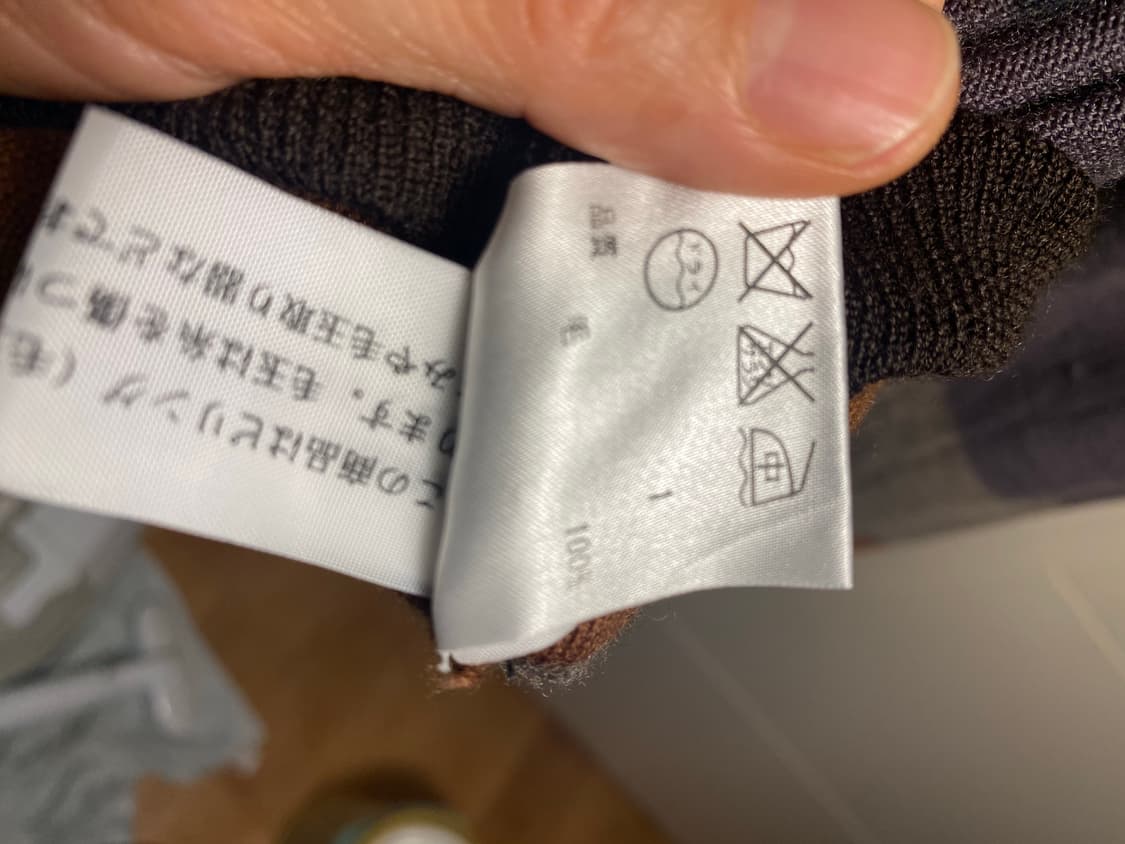 品質 毛 100%
ドライ
中
この商品はピリング（毛
ります。毛玉は糸を傷つ
みや毛玉取り器などでお